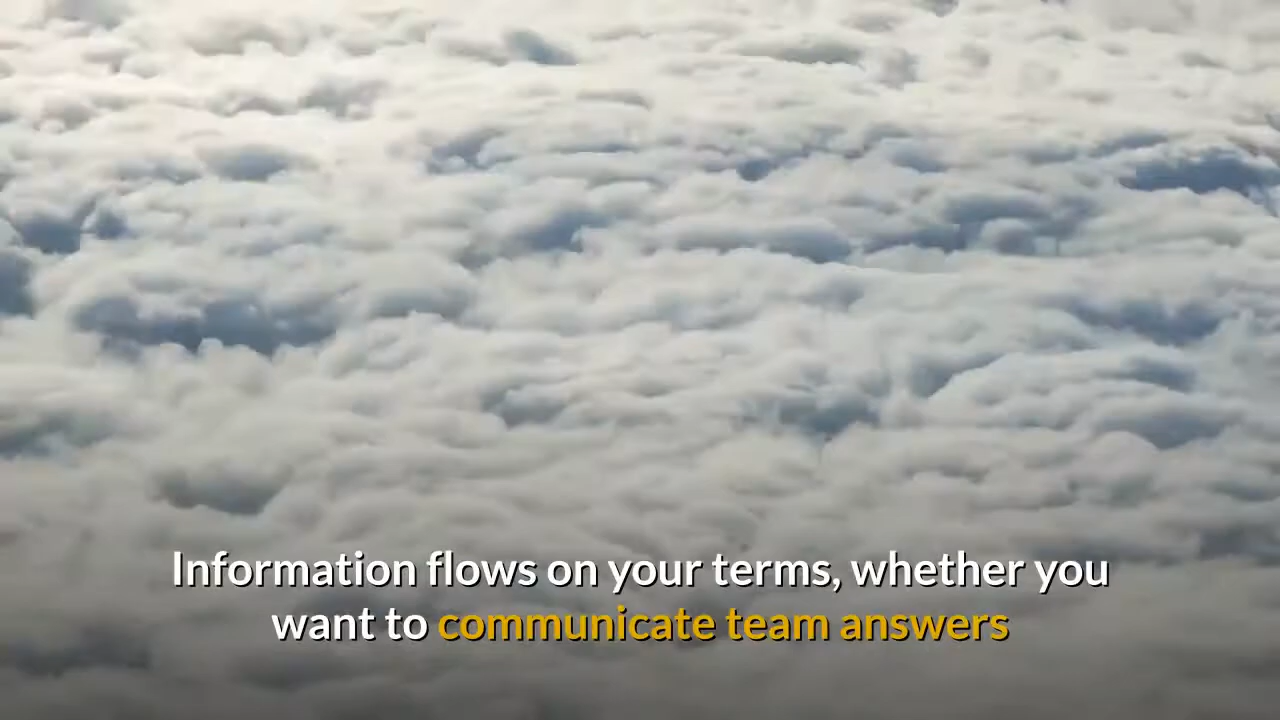 Information flows on your terms, whether you
want to communicate team answers